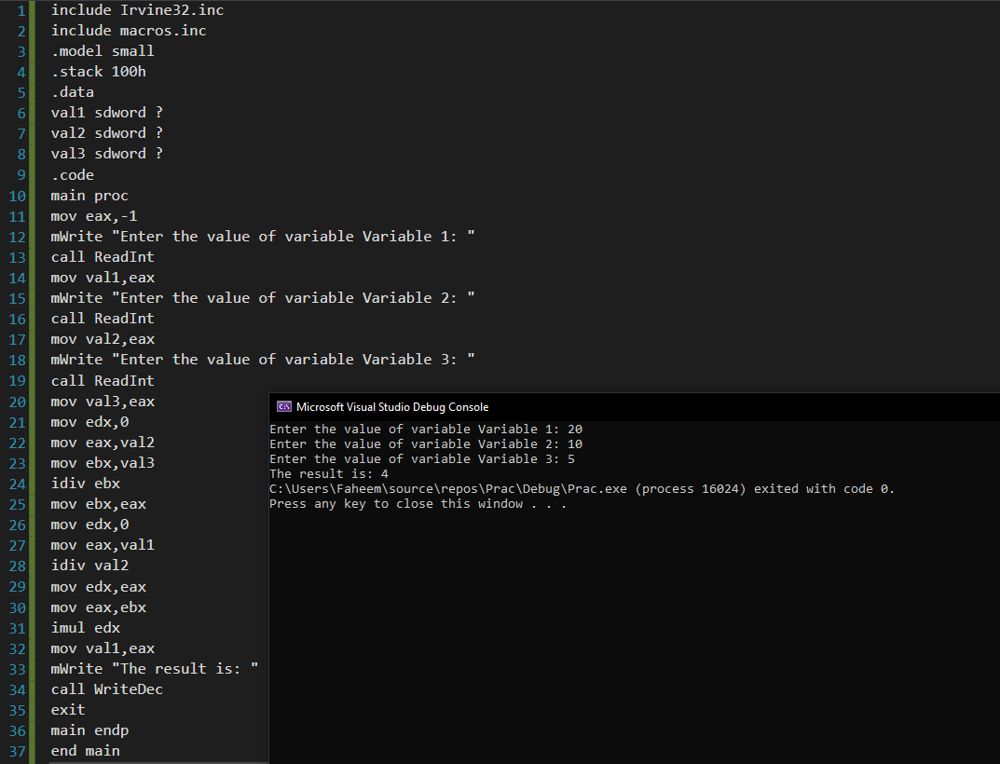 1 include Irvine32.inc
2 include macros.inc
3 .model small
4 .stack 100h
5 .data
6 val1 sdword ?
7 val2 sdword ?
8 val3 sdword ?
9 .code
10 main proc
11 mov eax,-1
12 mWrite "Enter the value of variable Variable 1: "
13 call ReadInt
14 mov val1,eax
15 mWrite "Enter the value of variable Variable 2: "
16 call ReadInt
17 mov val2,eax
18 mWrite "Enter the value of variable Variable 3: "
19 call ReadInt
20 mov val3,eax
21 mov edx,0
22 mov eax,val2
23 mov ebx,val3
24 idiv ebx
25 mov ebx,eax
26 mov edx,0
27 mov eax,val1
28 idiv val2
29 mov edx,eax
30 mov eax,ebx
31 imul edx
32 mov val1,eax
33 mWrite "The result is: "
34 call WriteDec
35 exit
36 main endp
37 end main
C:\ Microsoft Visual Studio Debug Console
Enter the value of variable Variable 1: 20
Enter the value of variable Variable 2: 10
Enter the value of variable Variable 3: 5
The result is: 4
C:\Users\Faheem\source\repos\Prac\Debug\Prac.exe (process 16024) exited with code 0.
Press any key to close this window . . .